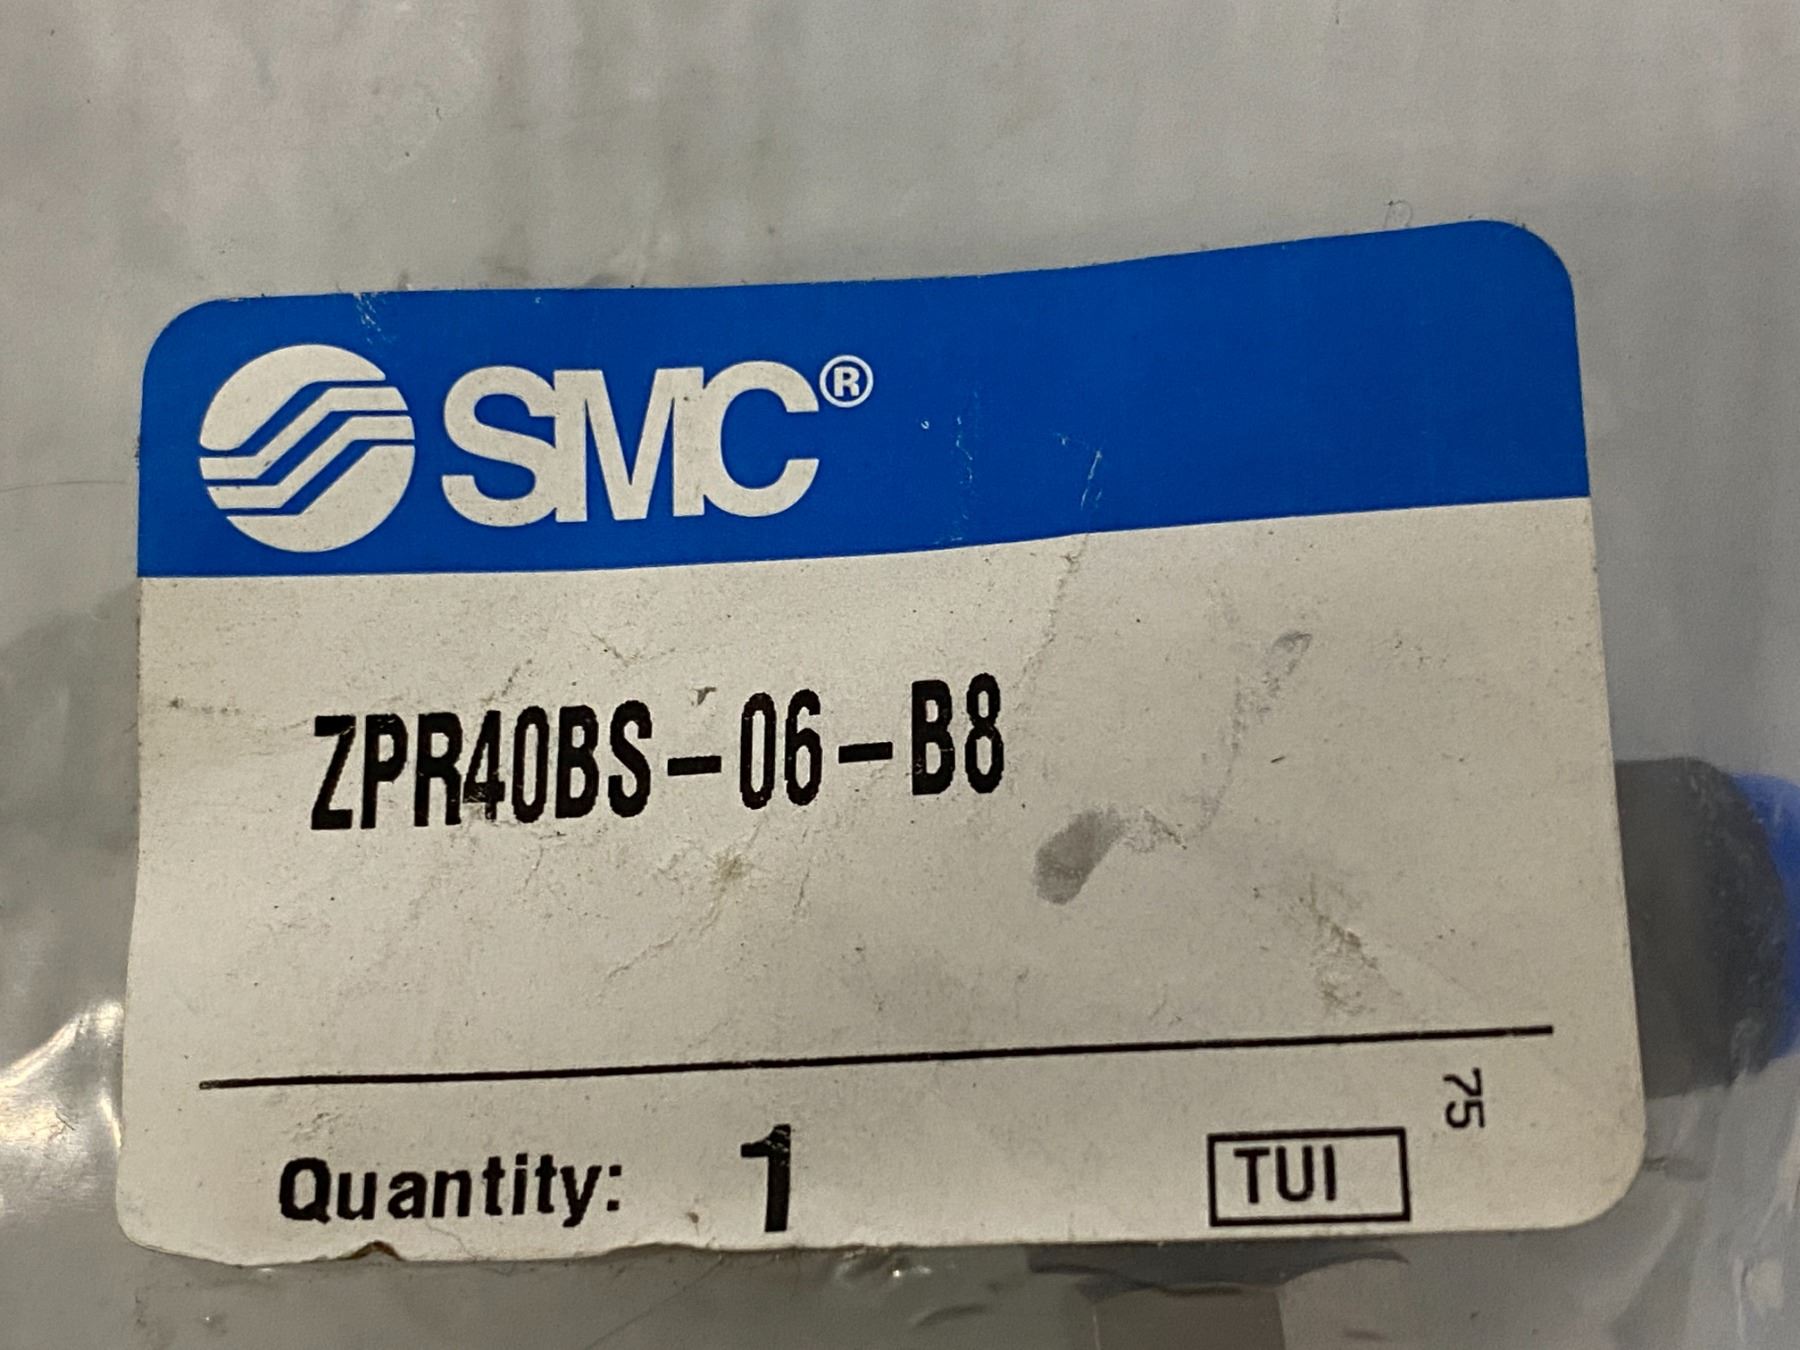 SMC®
ZPR40BS-06-B8
75
Quantity: 1 TUI